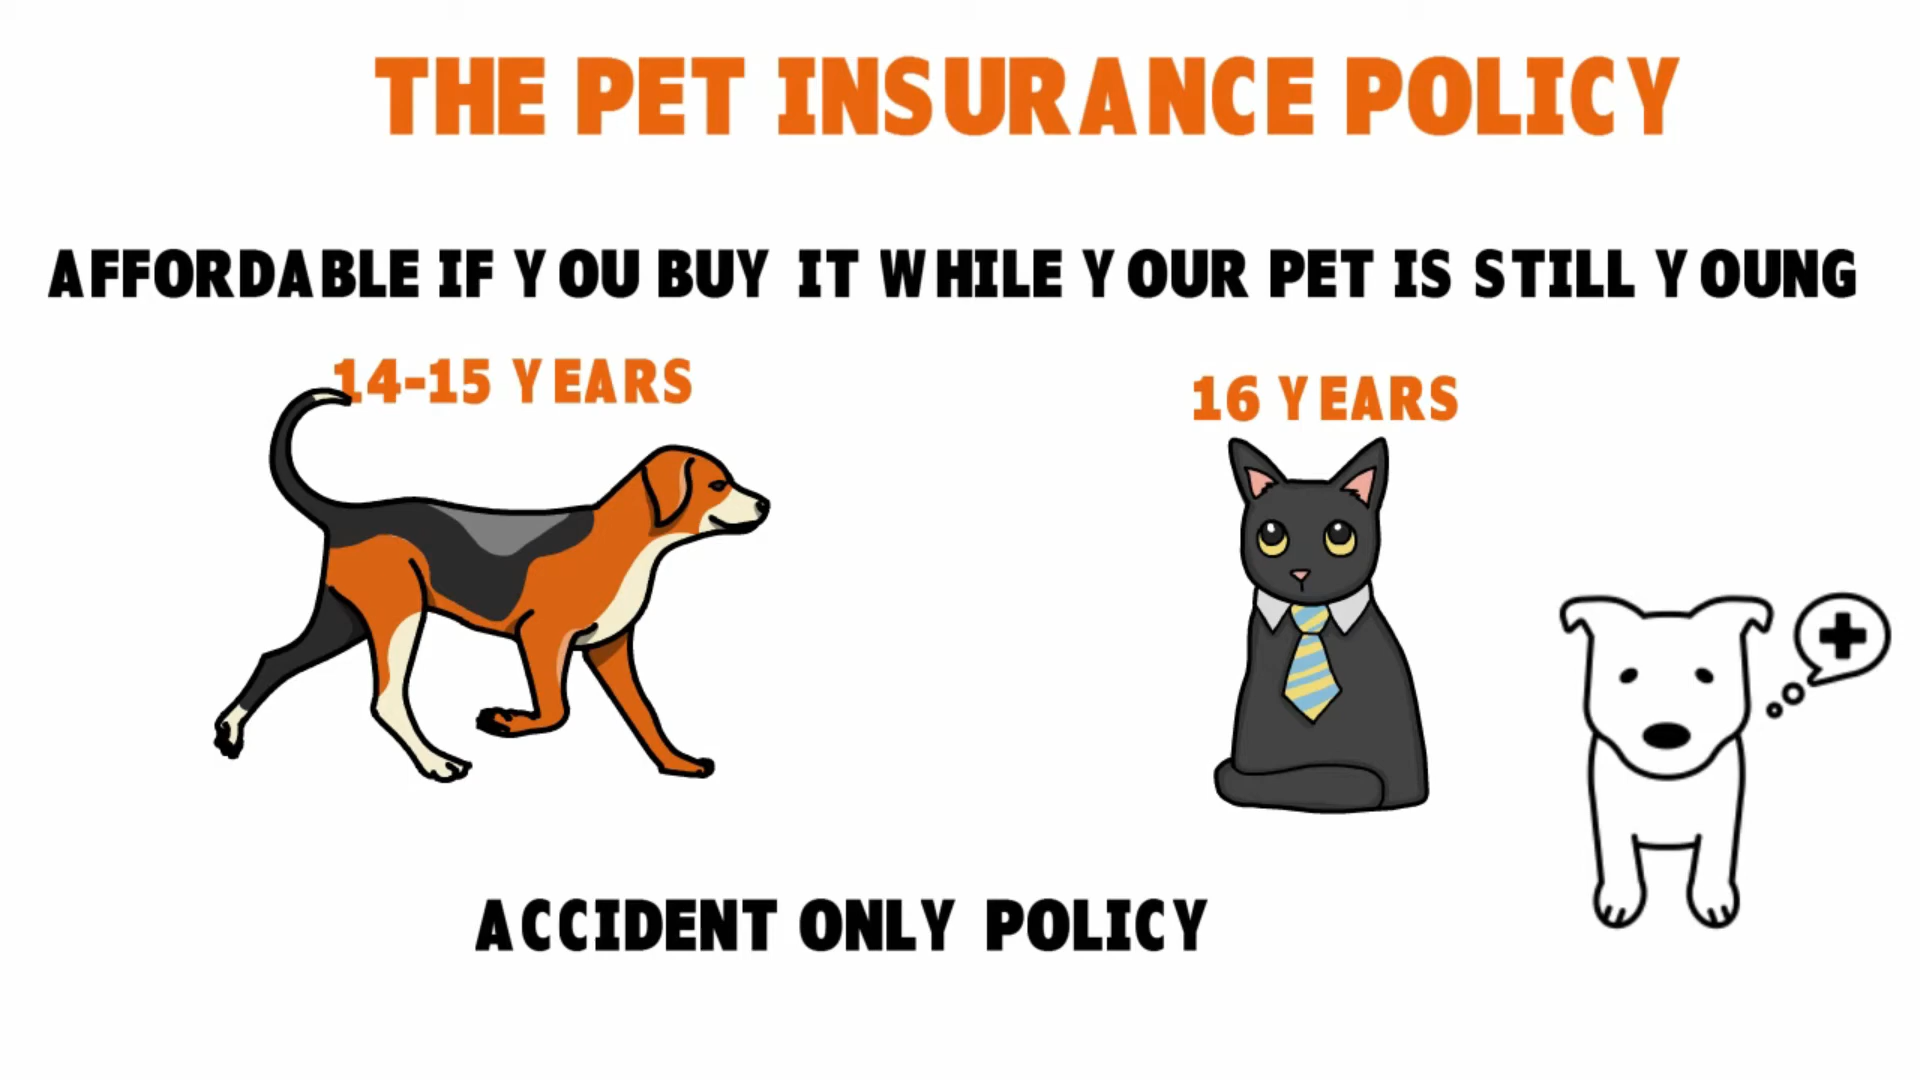 THE PET INSURANCE POLICY
AFFORDABLE IF YOU BUY IT WHILE YOUR PET IS STILL YOUNG
14-15 YEARS
16 YEARS
ACCIDENT ONLY POLICY